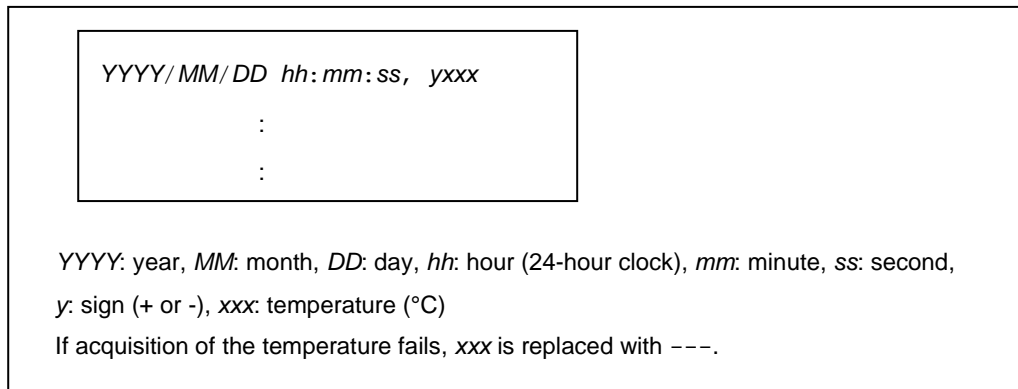 YYYY/MM/DD hh:mm:ss, yxxx
:
:
YYYY: year, MM: month, DD: day, hh: hour (24-hour clock), mm: minute, ss: second,
y: sign (+ or -), xxx: temperature (°C)
If acquisition of the temperature fails, xxx is replaced with ---.